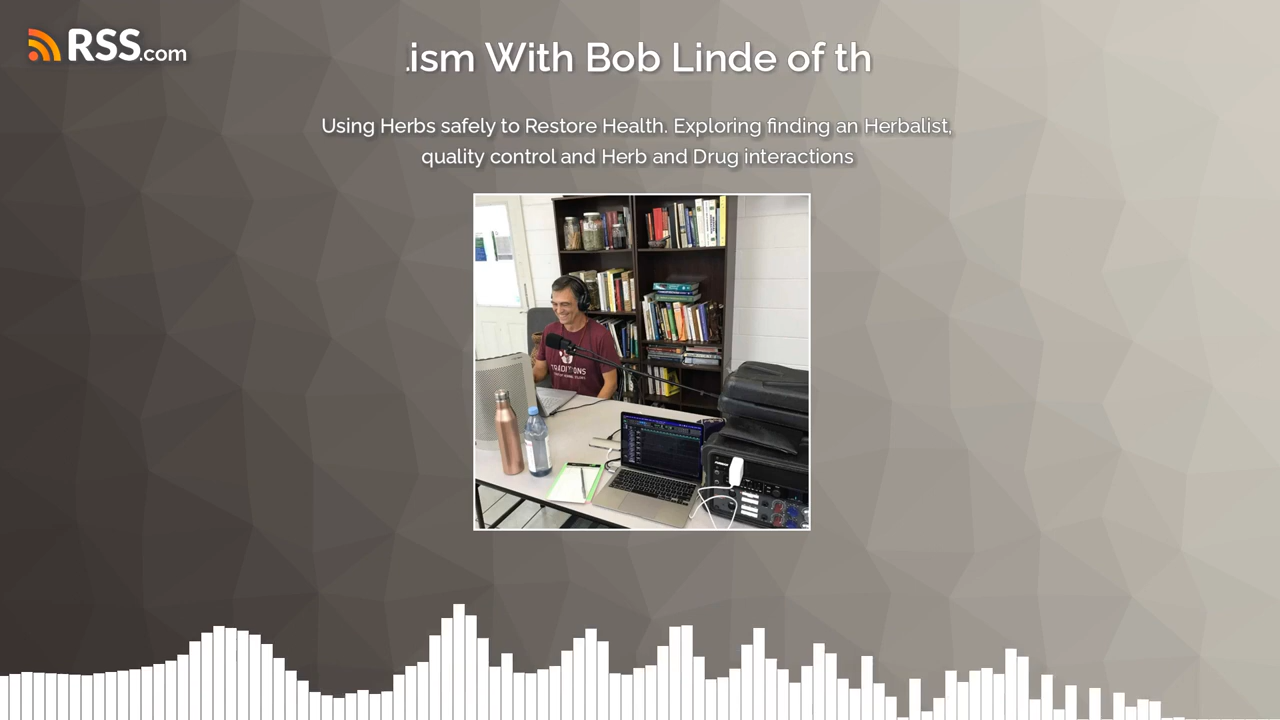 RSS.com
.ism With Bob Linde of th
Using Herbs safely to Restore Health. Exploring finding an Herbalist,
quality control and Herb and Drug interactions
TRADITIONS